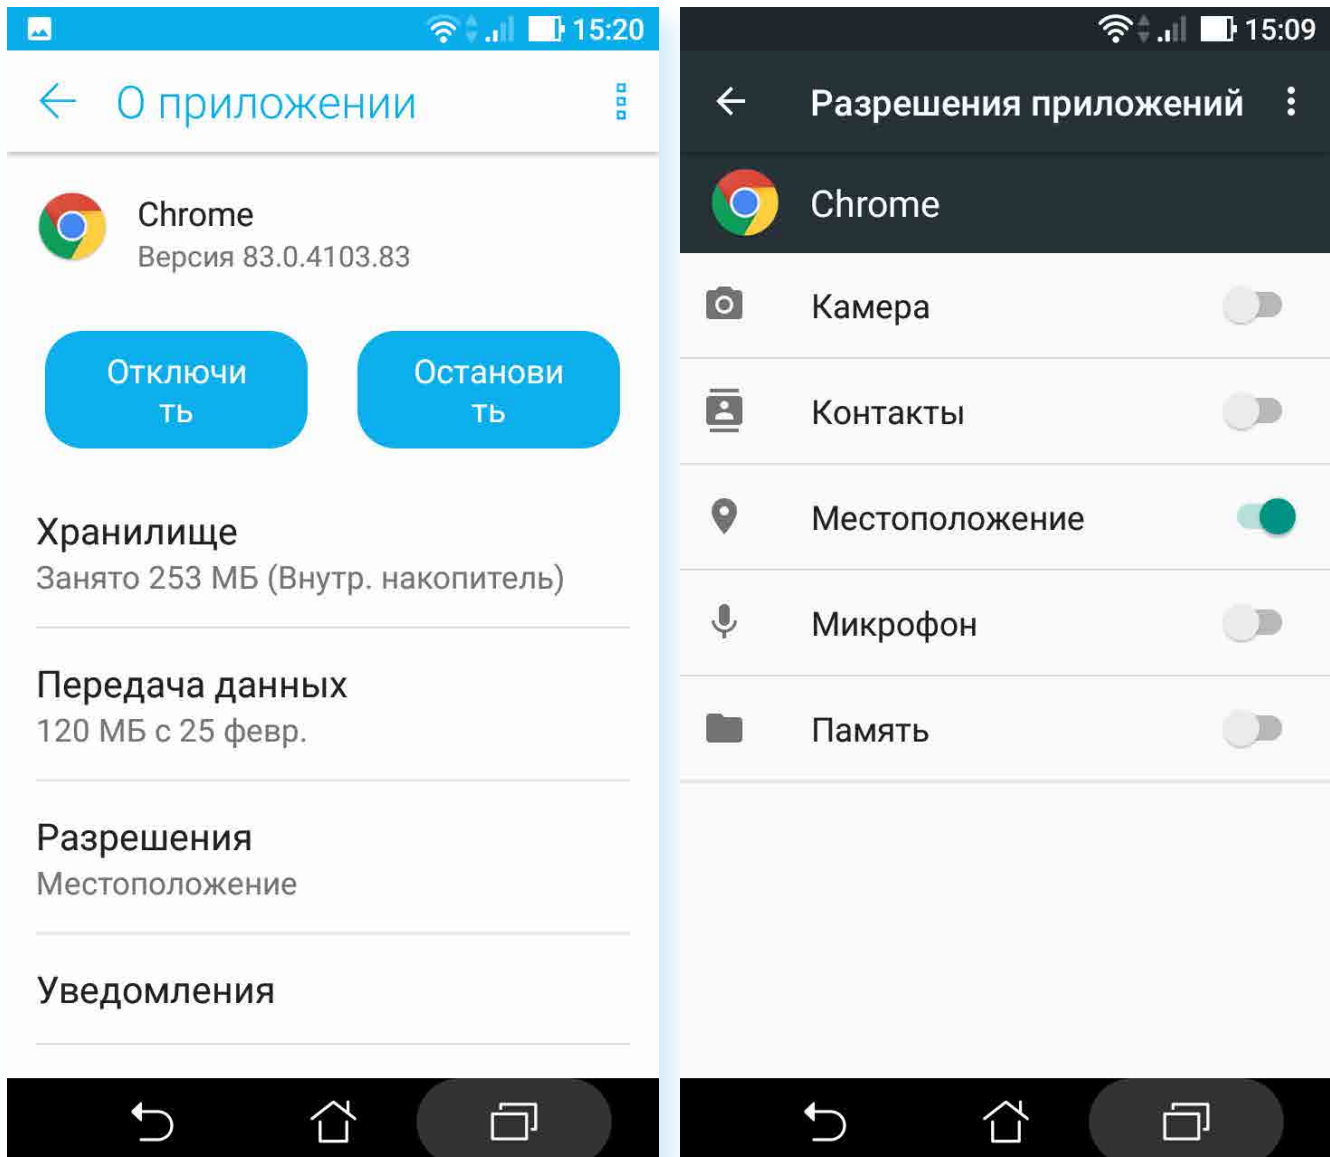 15:20
О приложении
Chrome
Версия 83.0.4103.83
Отключи
ть
Останови
ть
Хранилище
Занято 253 МБ (Внутр. накопитель)
Передача данных
120 МБ с 25 февр.
Разрешения
Местоположение
Уведомления
15:09
Разрешения приложений
Chrome
Камера
Контакты
Местоположение
Микрофон
Память